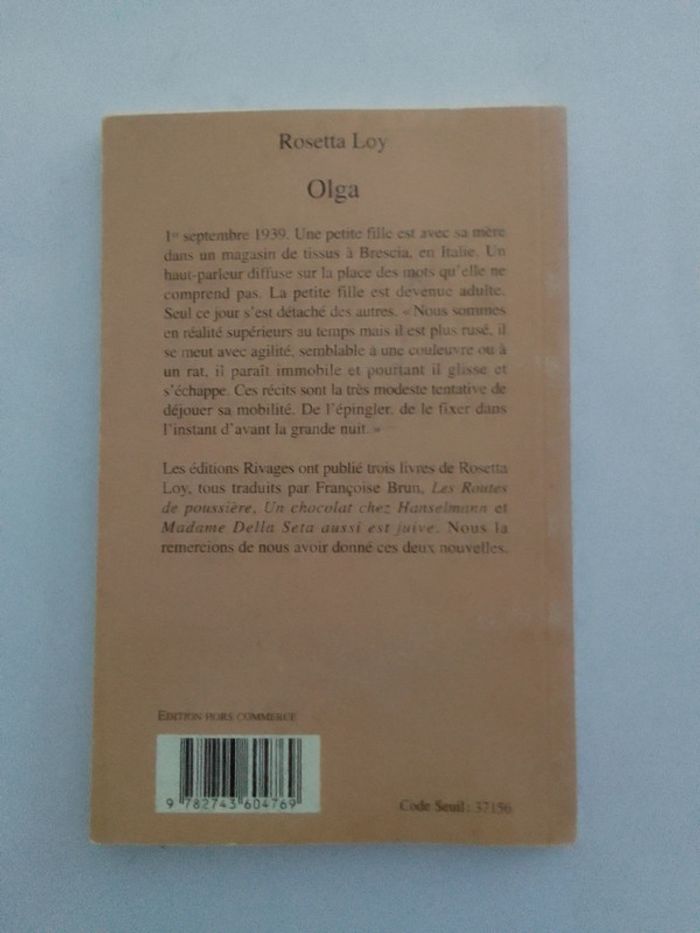 Rosetta Loy
Olga
1er septembre 1939. Une petite fille est avec sa mère
dans un magasin de tissus à Brescia, en Italie. Un
haut-parleur diffuse sur la place des mots qu'elle ne
comprend pas. La petite fille est devenue adulte.
Seul ce jour s'est détaché des autres. « Nous sommes
en réalité supérieurs au temps mais il est plus rusé, il
se meut avec agilité, semblable à une couleuvre ou à
un rat, il paraît immobile et pourtant il glisse et
s'échappe. Ces récits sont la très modeste tentative de
déjouer sa mobilité. De l'épingler, de le fixer dans
l'instant d'avant la grande nuit. »
Les éditions Rivages ont publié trois livres de Rosetta
Loy, tous traduits par Françoise Brun, Les Routes
de poussière, Un chocolat chez Hanselmann et
Madame Della Seta aussi est juive. Nous la
remercions de nous avoir donné ces deux nouvelles.
EDITION HORS COMMERCE
9 782743 604769
Code Seuil : 37156